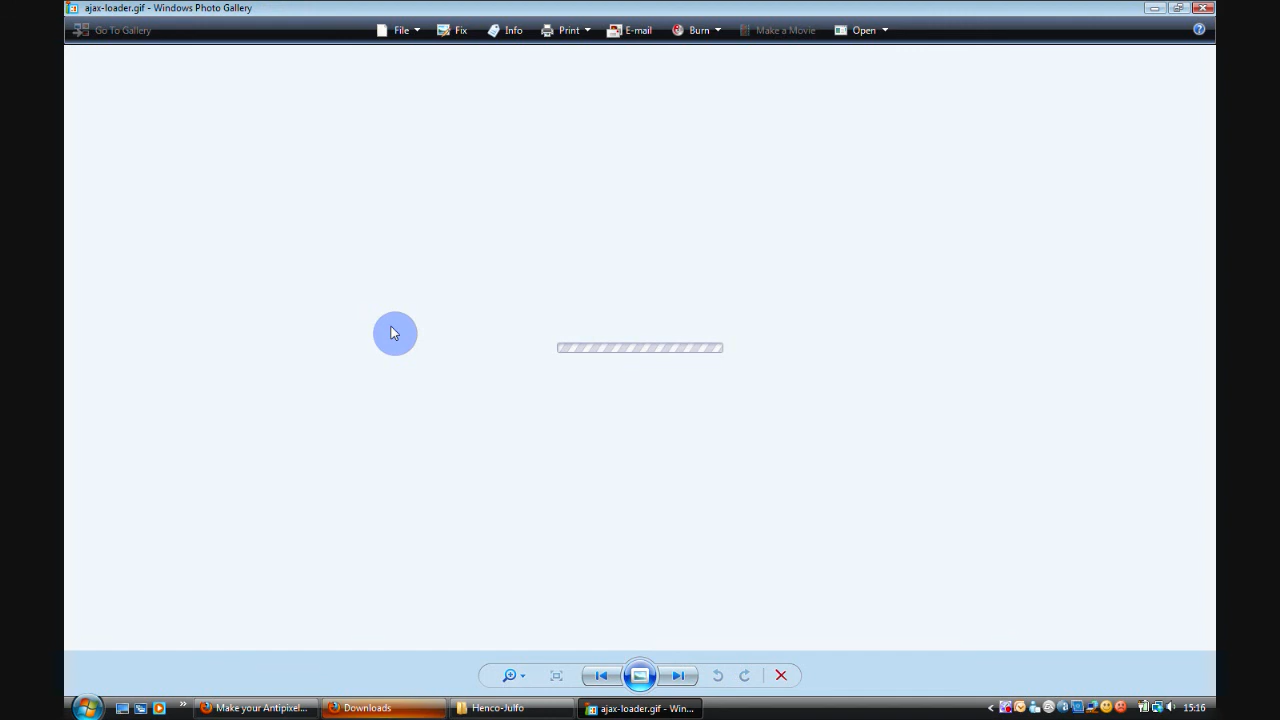 ajax-loader.gif - Windows Photo Gallery
Go To Gallery File Fix Info Print E-mail Burn Make a Movie Open
Make your Antipixel... Downloads Henco-Julfo ajax-loader.gif - Win... 15:16